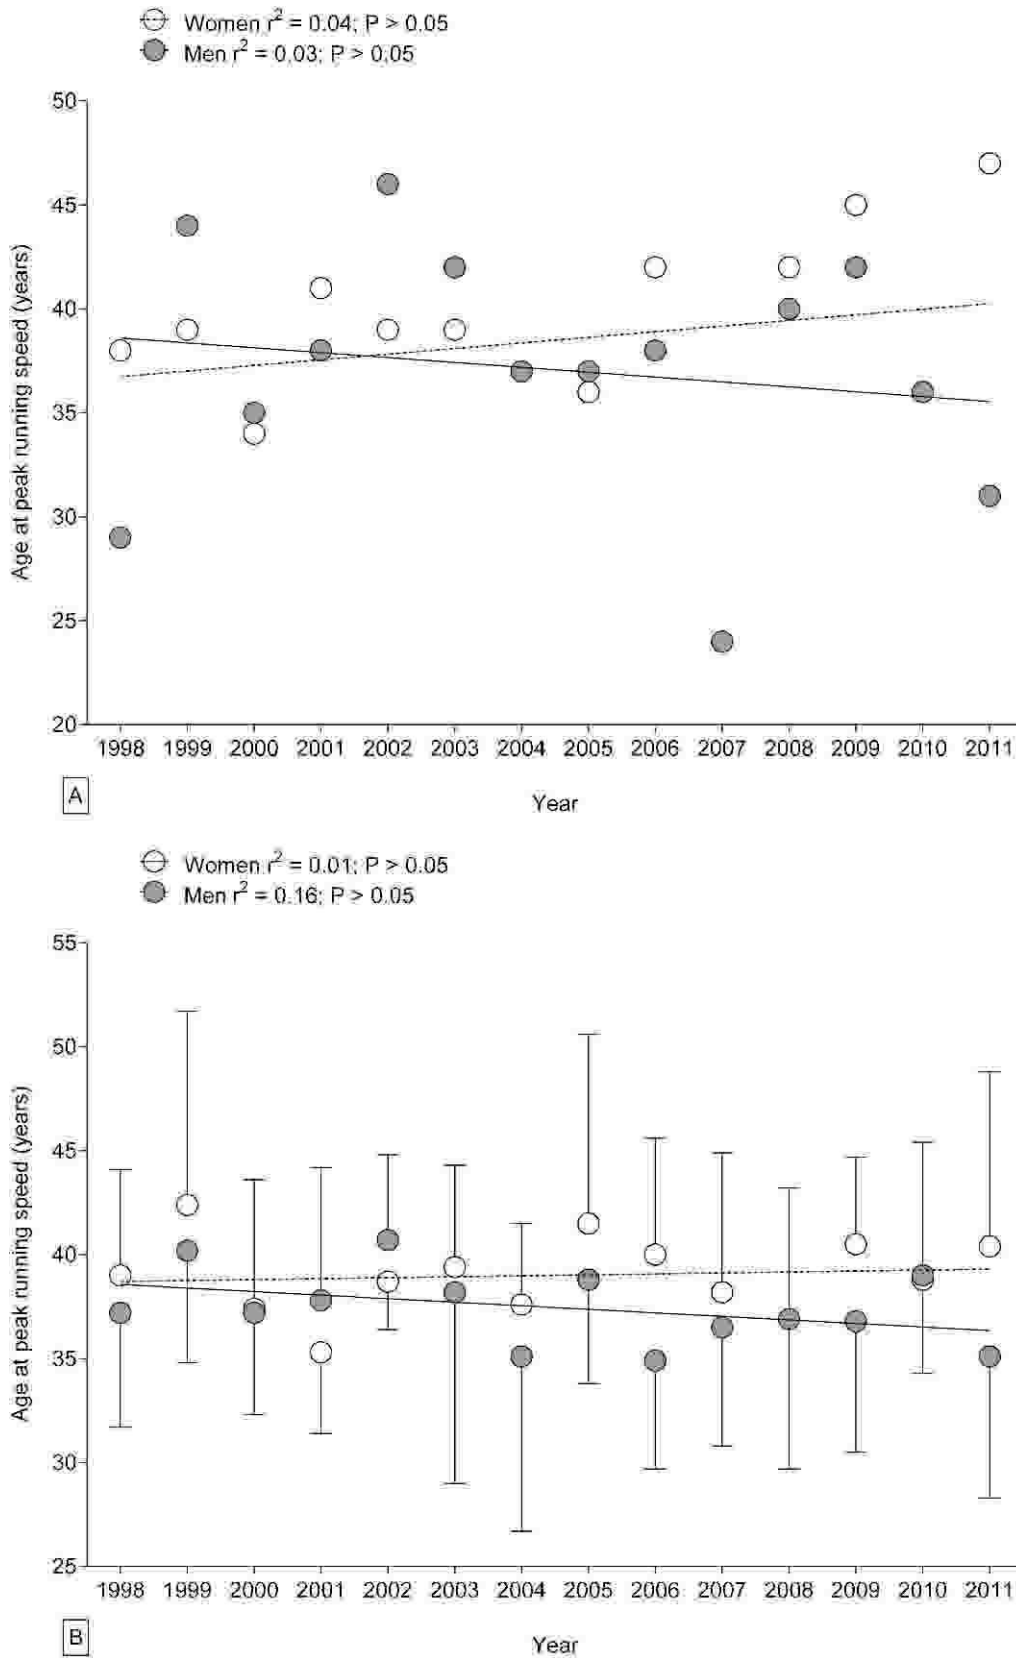 Women r² = 0.04; P > 0.05
Men r² = 0.03; P > 0.05
Age at peak running speed (years)
50
45
40
35
30
25
20
1998 1999 2000 2001 2002 2003 2004 2005 2006 2007 2008 2009 2010 2011
A
Year
Women r² = 0.01; P > 0.05
Men r² = 0.16; P > 0.05
Age at peak running speed (years)
55
50
45
40
35
30
25
1998 1999 2000 2001 2002 2003 2004 2005 2006 2007 2008 2009 2010 2011
B
Year